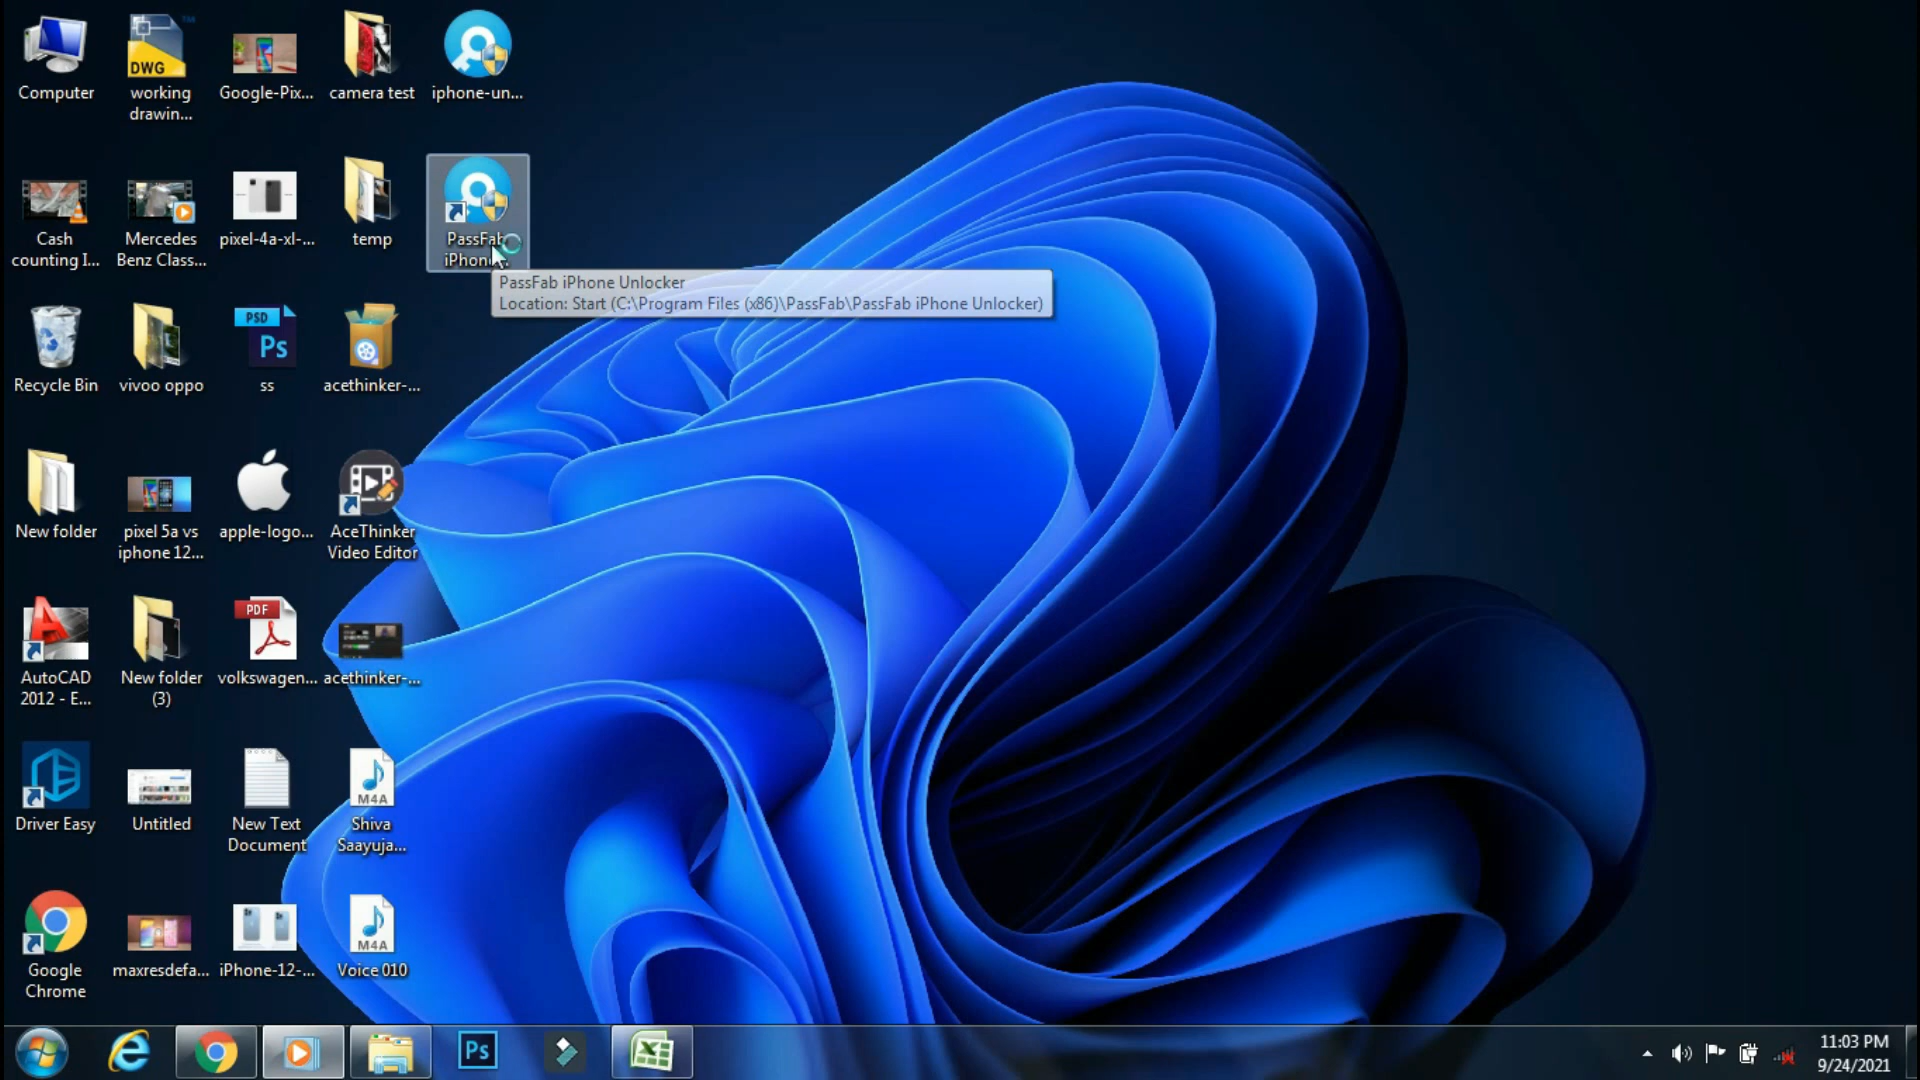 Computer
DWG
working
drawin...
Google-Pix...
camera test
iphone-un...
Cash
counting I...
Mercedes
Benz Class...
pixel-4a-xl-...
temp
PassFab
iPhone...
PassFab iPhone Unlocker
Location: Start (C:\Program Files (x86)\PassFab\PassFab iPhone Unlocker)
Recycle Bin
vivoo oppo
PSD
Ps
ss
acethinker-...
New folder
pixel 5a vs
iphone 12...
apple-logo...
AceThinker
Video Editor
AutoCAD
2012 - E...
New folder
(3)
PDF
volkswagen...
acethinker-...
Driver Easy
Untitled
New Text
Document
M4A
Shiva
Saayuja...
Google
Chrome
maxresdefa...
iPhone-12-...
M4A
Voice 010
Ps
11:03 PM
9/24/2021